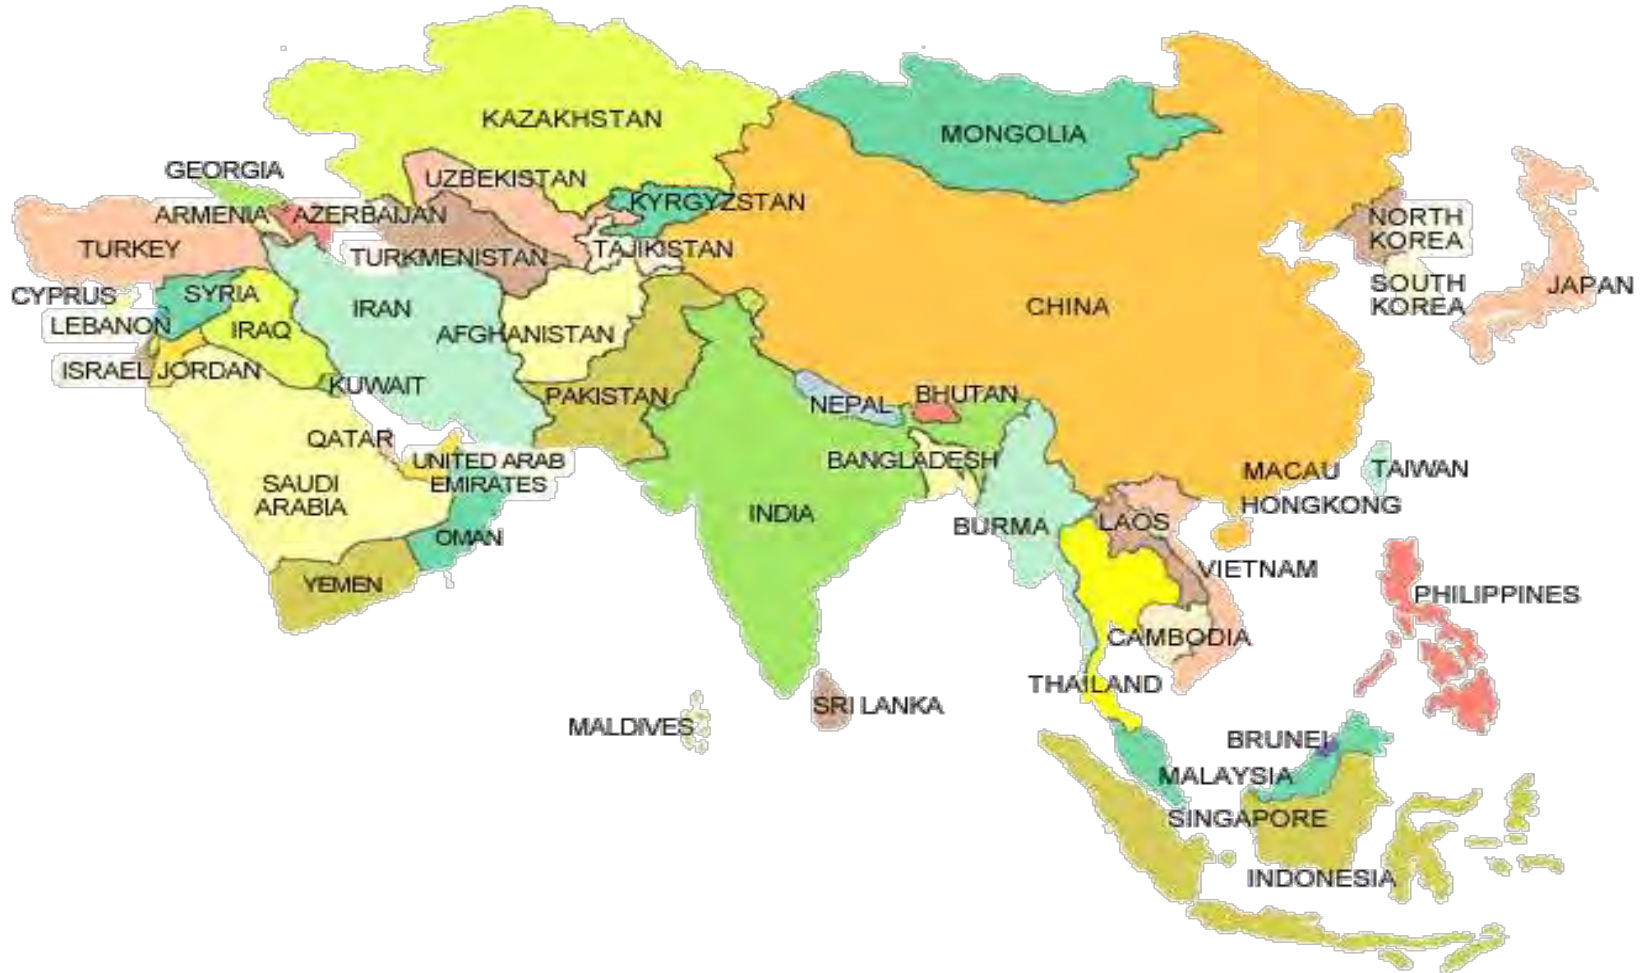 KAZAKHSTAN
MONGOLIA
GEORGIA
UZBEKISTAN
KYRGYZSTAN
ARMENIA
AZERBAIJAN
TURKEY
TURKMENISTAN
TAJIKISTAN
NORTH
KOREA
CYPRUS
SYRIA
IRAN
CHINA
SOUTH
KOREA
JAPAN
LEBANON
IRAQ
AFGHANISTAN
ISRAEL
JORDAN
KUWAIT
PAKISTAN
NEPAL
BHUTAN
QATAR
UNITED ARAB
EMIRATES
BANGLADESH
MACAU
TAIWAN
SAUDI
ARABIA
INDIA
HONGKONG
OMAN
BURMA
LAOS
YEMEN
VIETNAM
PHILIPPINES
CAMBODIA
THAILAND
MALDIVES
SRI LANKA
BRUNEI
MALAYSIA
SINGAPORE
INDONESIA